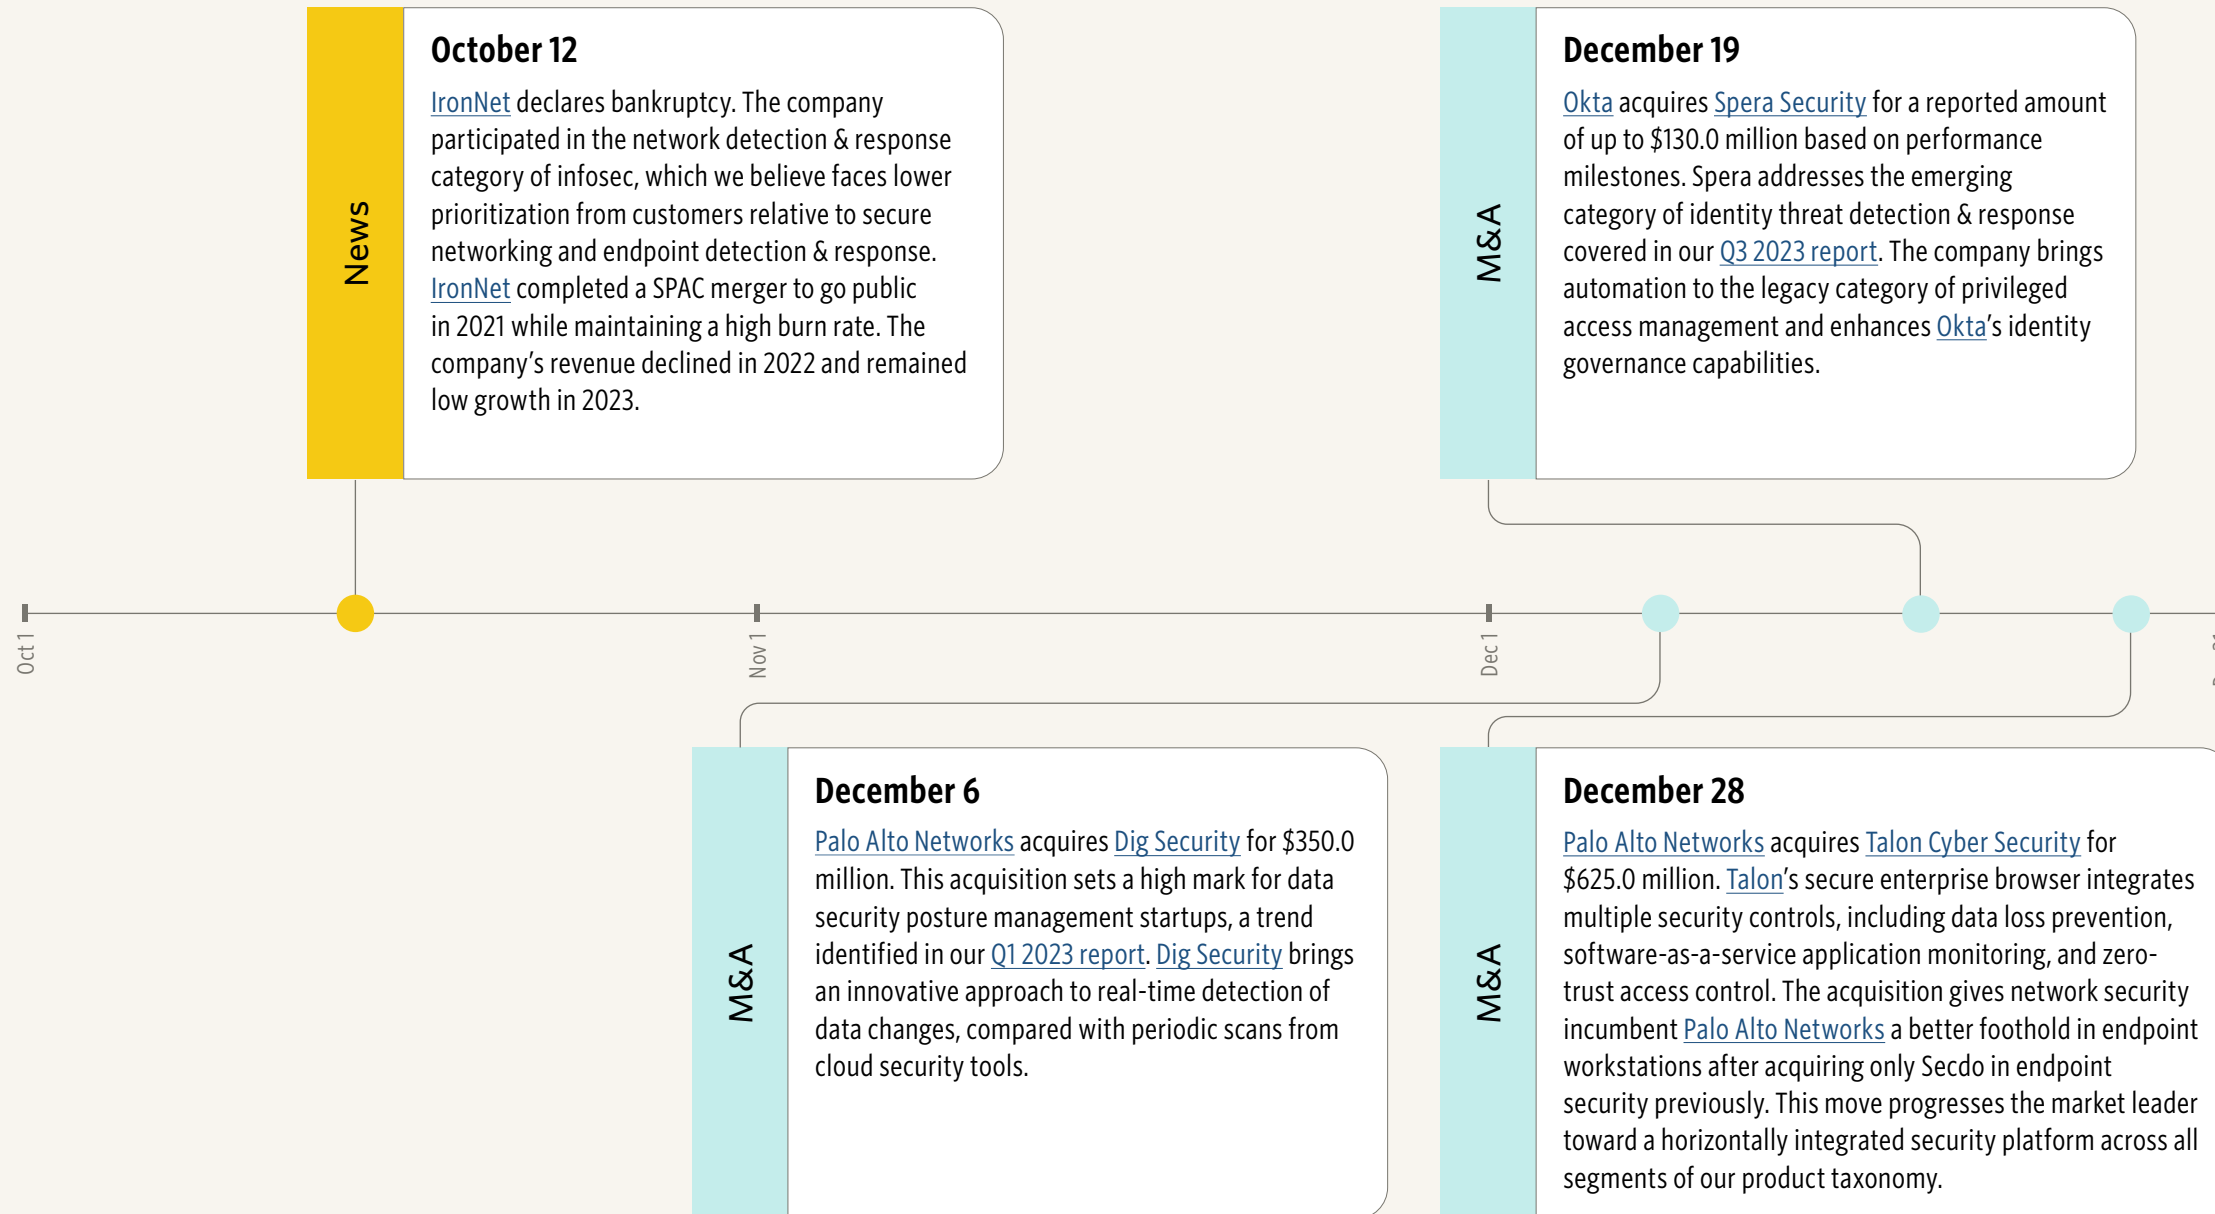 News
October 12
IronNet declares bankruptcy. The company
participated in the network detection & response
category of infosec, which we believe faces lower
prioritization from customers relative to secure
networking and endpoint detection & response.
IronNet completed a SPAC merger to go public
in 2021 while maintaining a high burn rate. The
company’s revenue declined in 2022 and remained
low growth in 2023.
M&A
December 19
Okta acquires Spera Security for a reported amount
of up to $130.0 million based on performance
milestones. Spera addresses the emerging
category of identity threat detection & response
covered in our Q3 2023 report. The company brings
automation to the legacy category of privileged
access management and enhances Okta’s identity
governance capabilities.
Oct 1
Nov 1
Dec 1
M&A
December 6
Palo Alto Networks acquires Dig Security for $350.0
million. This acquisition sets a high mark for data
security posture management startups, a trend
identified in our Q1 2023 report. Dig Security brings
an innovative approach to real-time detection of
data changes, compared with periodic scans from
cloud security tools.
M&A
December 28
Palo Alto Networks acquires Talon Cyber Security for
$625.0 million. Talon’s secure enterprise browser integrates
multiple security controls, including data loss prevention,
software-as-a-service application monitoring, and zero-
trust access control. The acquisition gives network security
incumbent Palo Alto Networks a better foothold in endpoint
workstations after acquiring only Secdo in endpoint
security previously. This move progresses the market leader
toward a horizontally integrated security platform across all
segments of our product taxonomy.